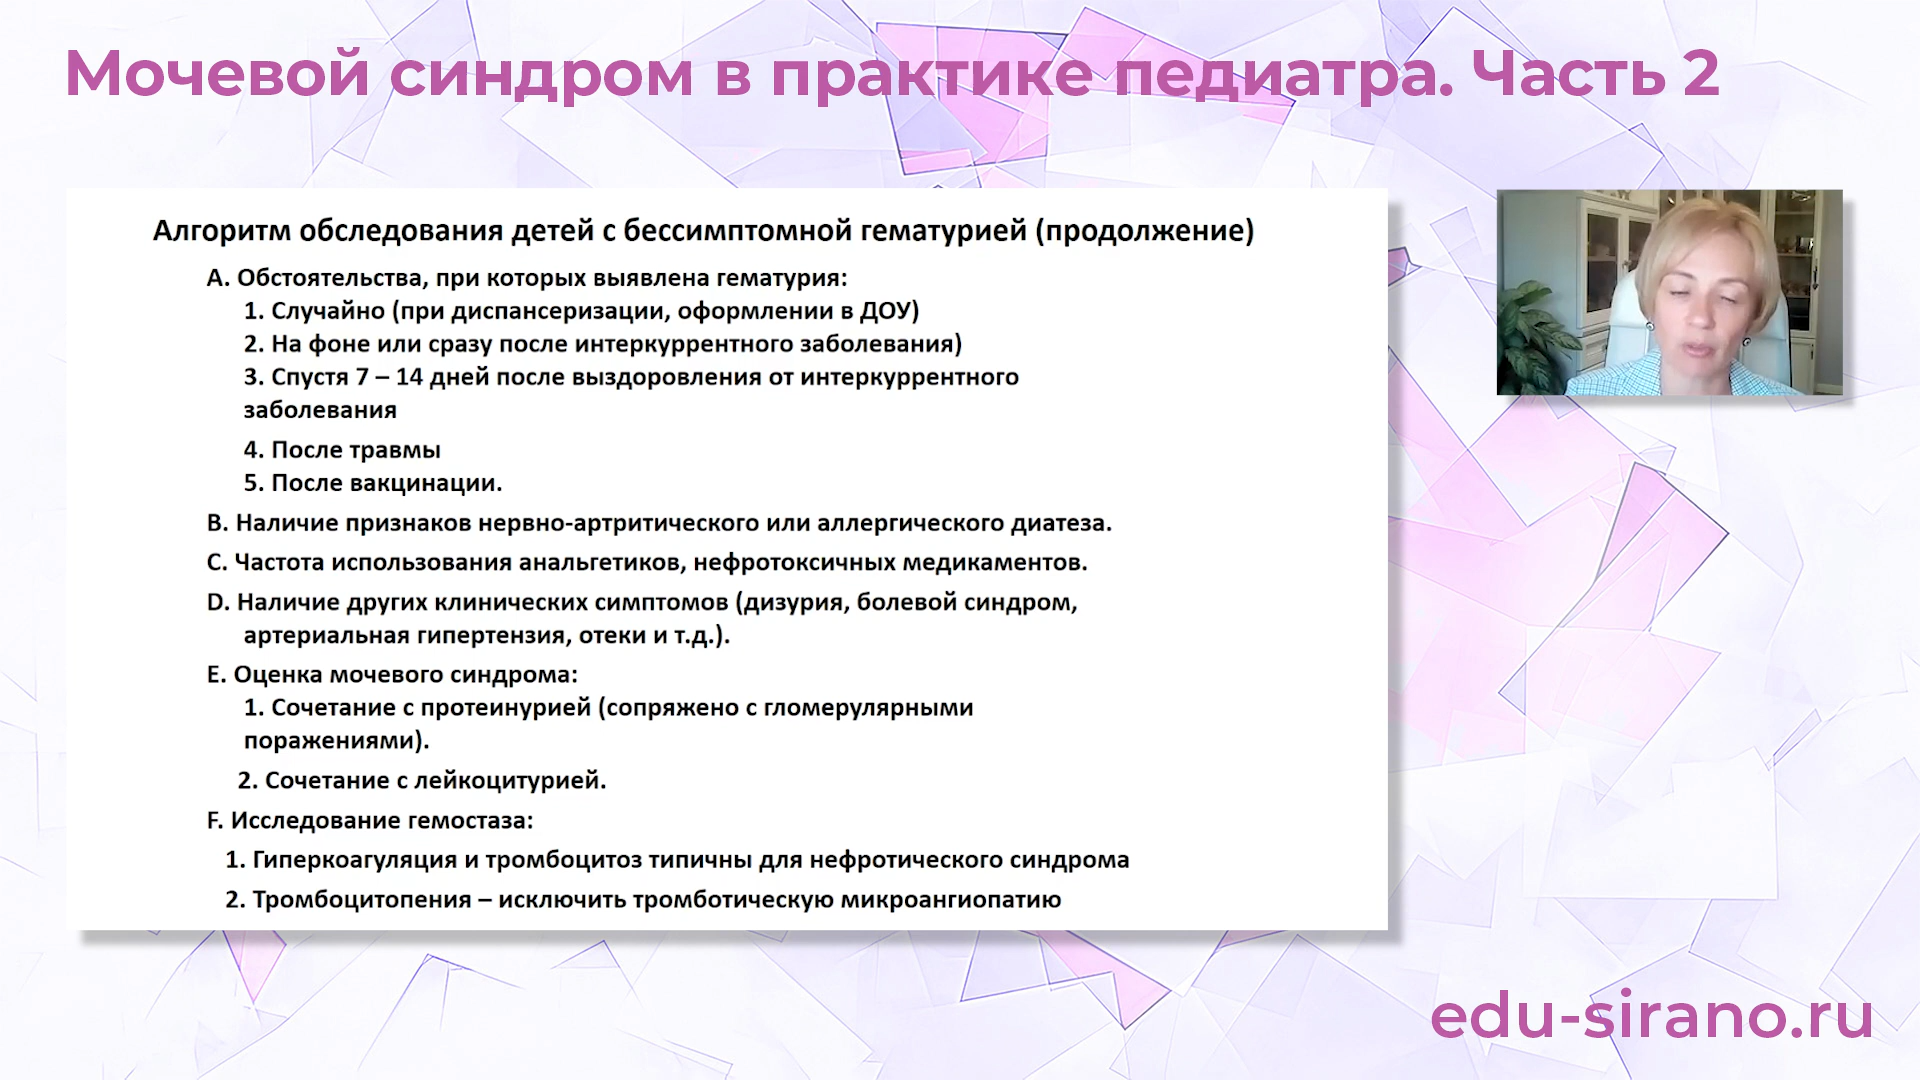 Мочевой синдром в практике педиатра. Часть 2
Алгоритм обследования детей с бессимптомной гематурией (продолжение)
A. Обстоятельства, при которых выявлена гематурия:
1. Случайно (при диспансеризации, оформлении в ДОУ)
2. На фоне или сразу после интеркуррентного заболевания)
3. Спустя 7 – 14 дней после выздоровления от интеркуррентного
заболевания
4. После травмы
5. После вакцинации.
B. Наличие признаков нервно-артритического или аллергического диатеза.
C. Частота использования анальгетиков, нефротоксичных медикаментов.
D. Наличие других клинических симптомов (дизурия, болевой синдром,
артериальная гипертензия, отеки и т.д.).
E. Оценка мочевого синдрома:
1. Сочетание с протеинурией (сопряжено с гломерулярными
поражениями).
2. Сочетание с лейкоцитурией.
F. Исследование гемостаза:
1. Гиперкоагуляция и тромбоцитоз типичны для нефротического синдрома
2. Тромбоцитопения – исключить тромботическую микроангиопатию
edu-sirano.ru